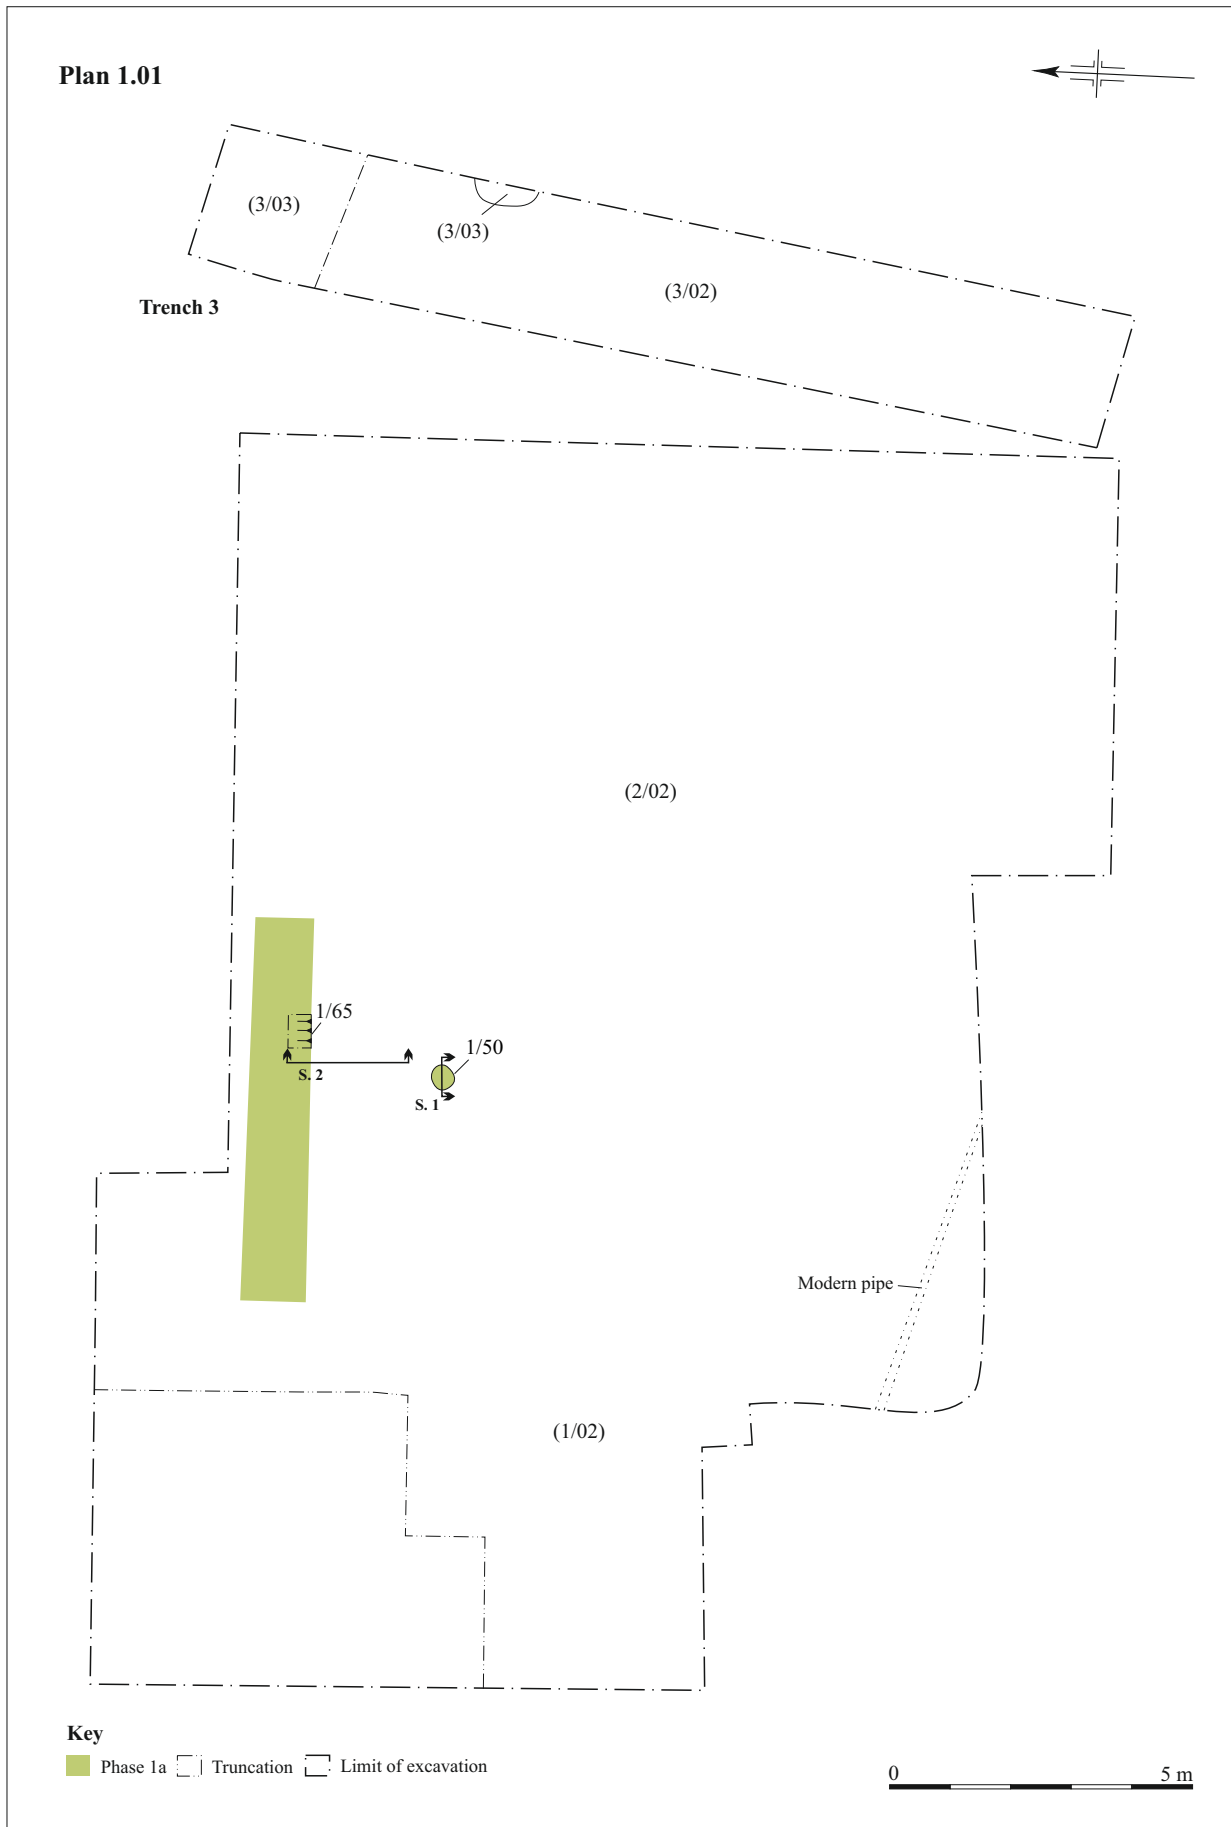 Plan 1.01
(3/03)
(3/03)
(3/02)
Trench 3
(2/02)
1/65
S. 2
1/50
S. 1
Modern pipe
(1/02)
Key
Phase 1a Truncation Limit of excavation
0 5 m